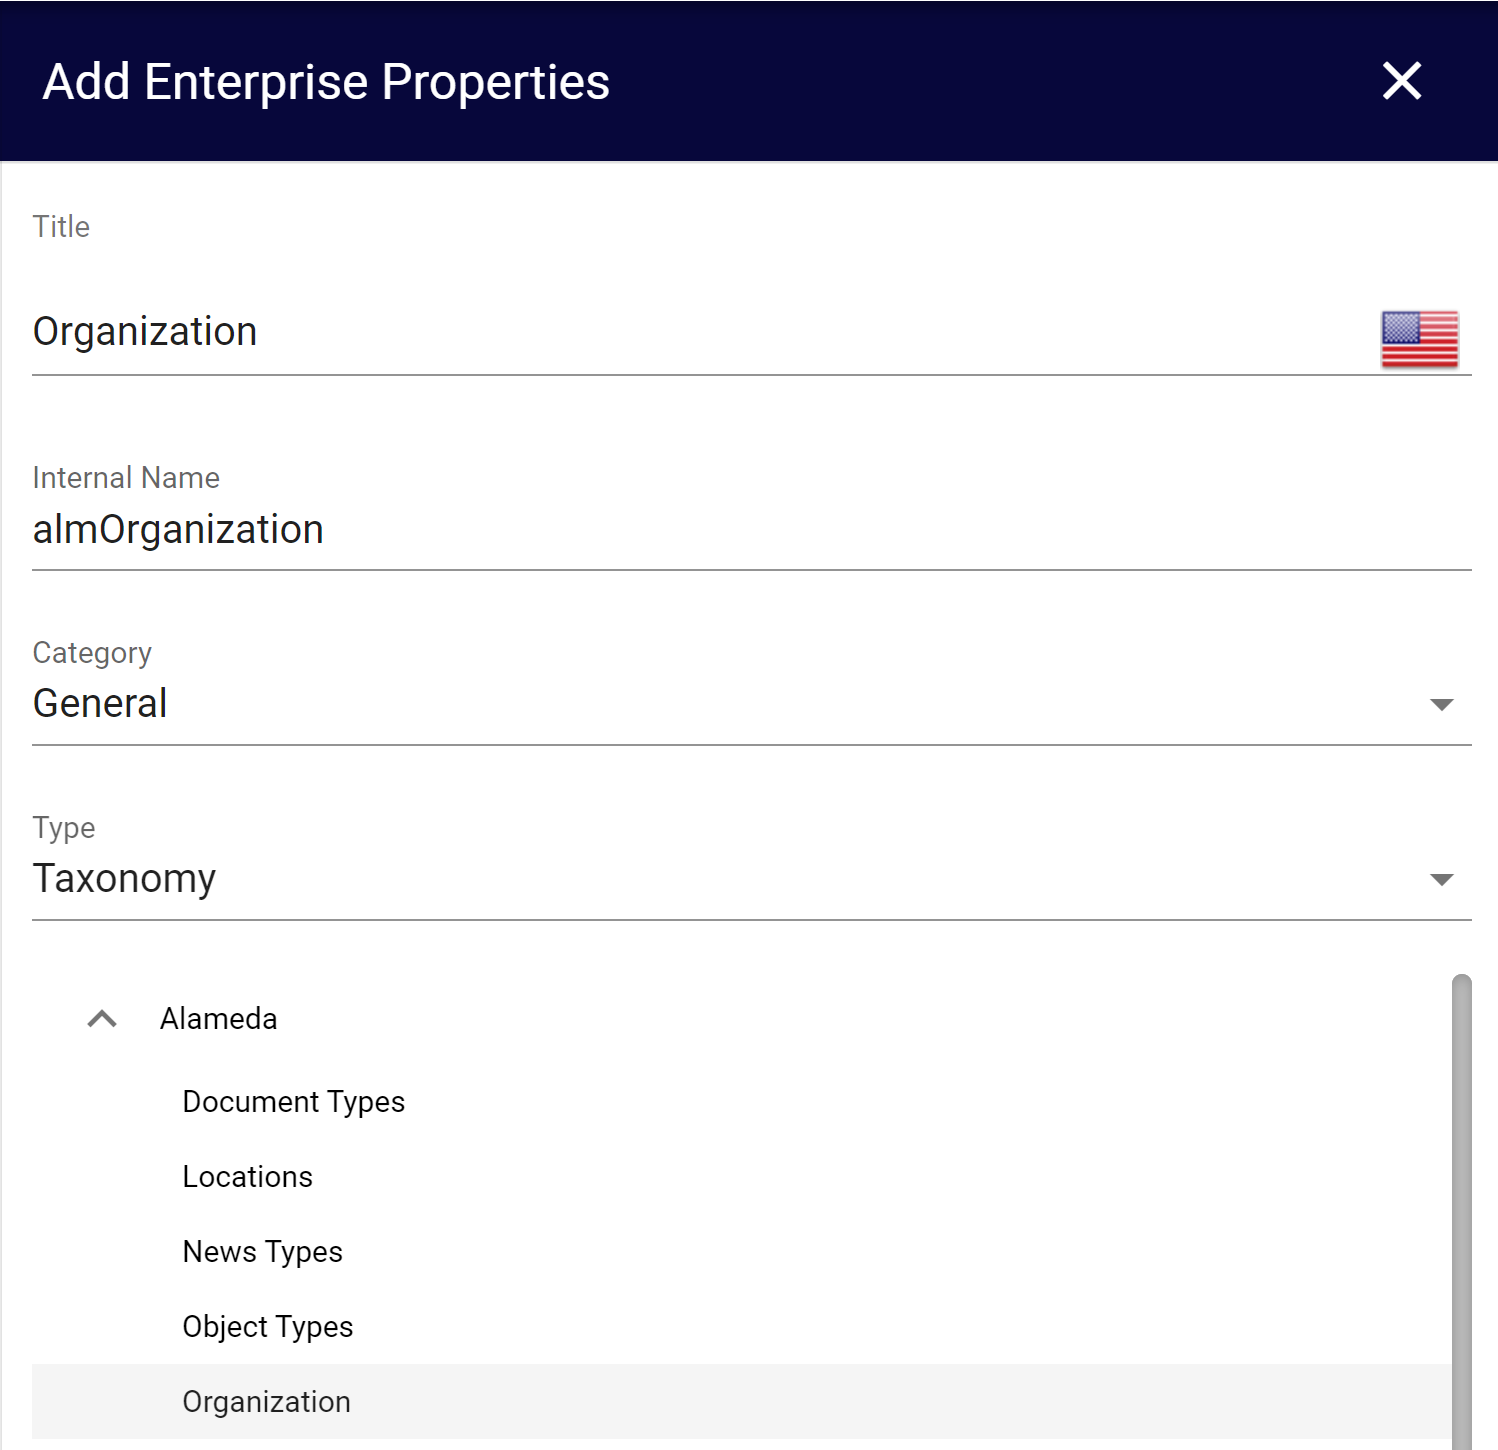 Add Enterprise Properties
Title
Organization
Internal Name
almOrganization
Category
General
Type
Taxonomy
Alameda
Document Types
Locations
News Types
Object Types
Organization